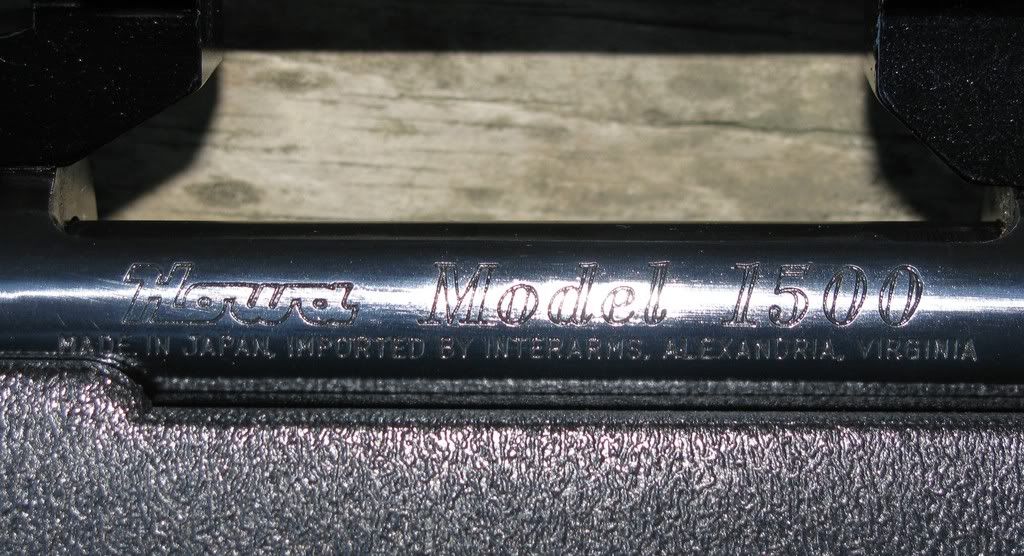 Howa Model 1500
MADE IN JAPAN, IMPORTED BY INTERARMS, ALEXANDRIA, VIRGINIA